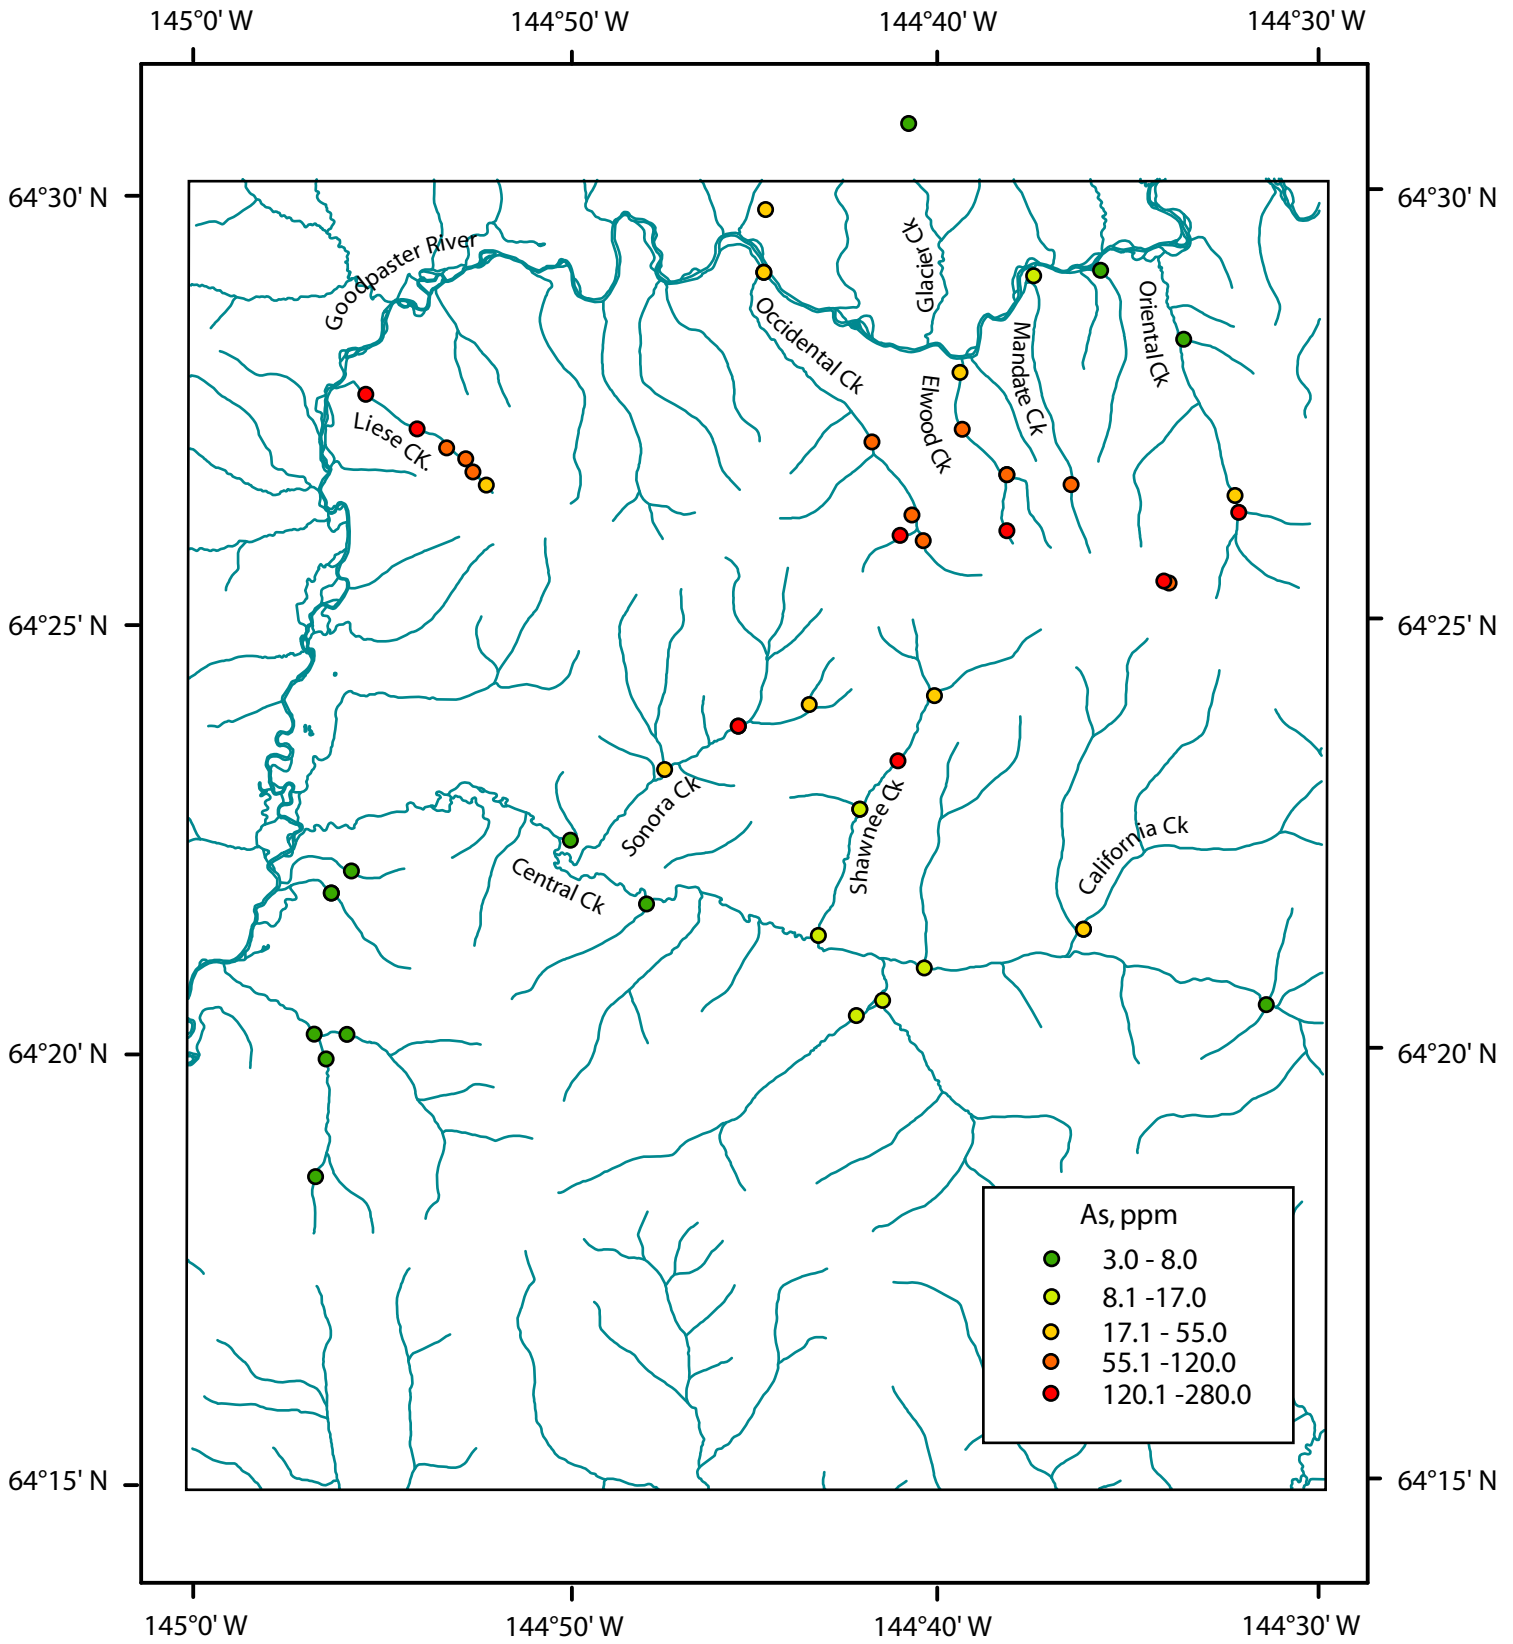 145°0' W 144°50' W 144°40' W 144°30' W
64°30' N 64°30' N
Goodpaster River
Glacier Ck
Occidental Ck
Mandate Ck
Oriental Ck
Elwood Ck
Liese CK.
64°25' N 64°25' N
Sonora Ck
Shawnee Ck
California Ck
Central Ck
64°20' N 64°20' N
As, ppm
3.0 - 8.0
8.1 -17.0
17.1 - 55.0
55.1 -120.0
120.1 -280.0
64°15' N 64°15' N
145°0' W 144°50' W 144°40' W 144°30' W